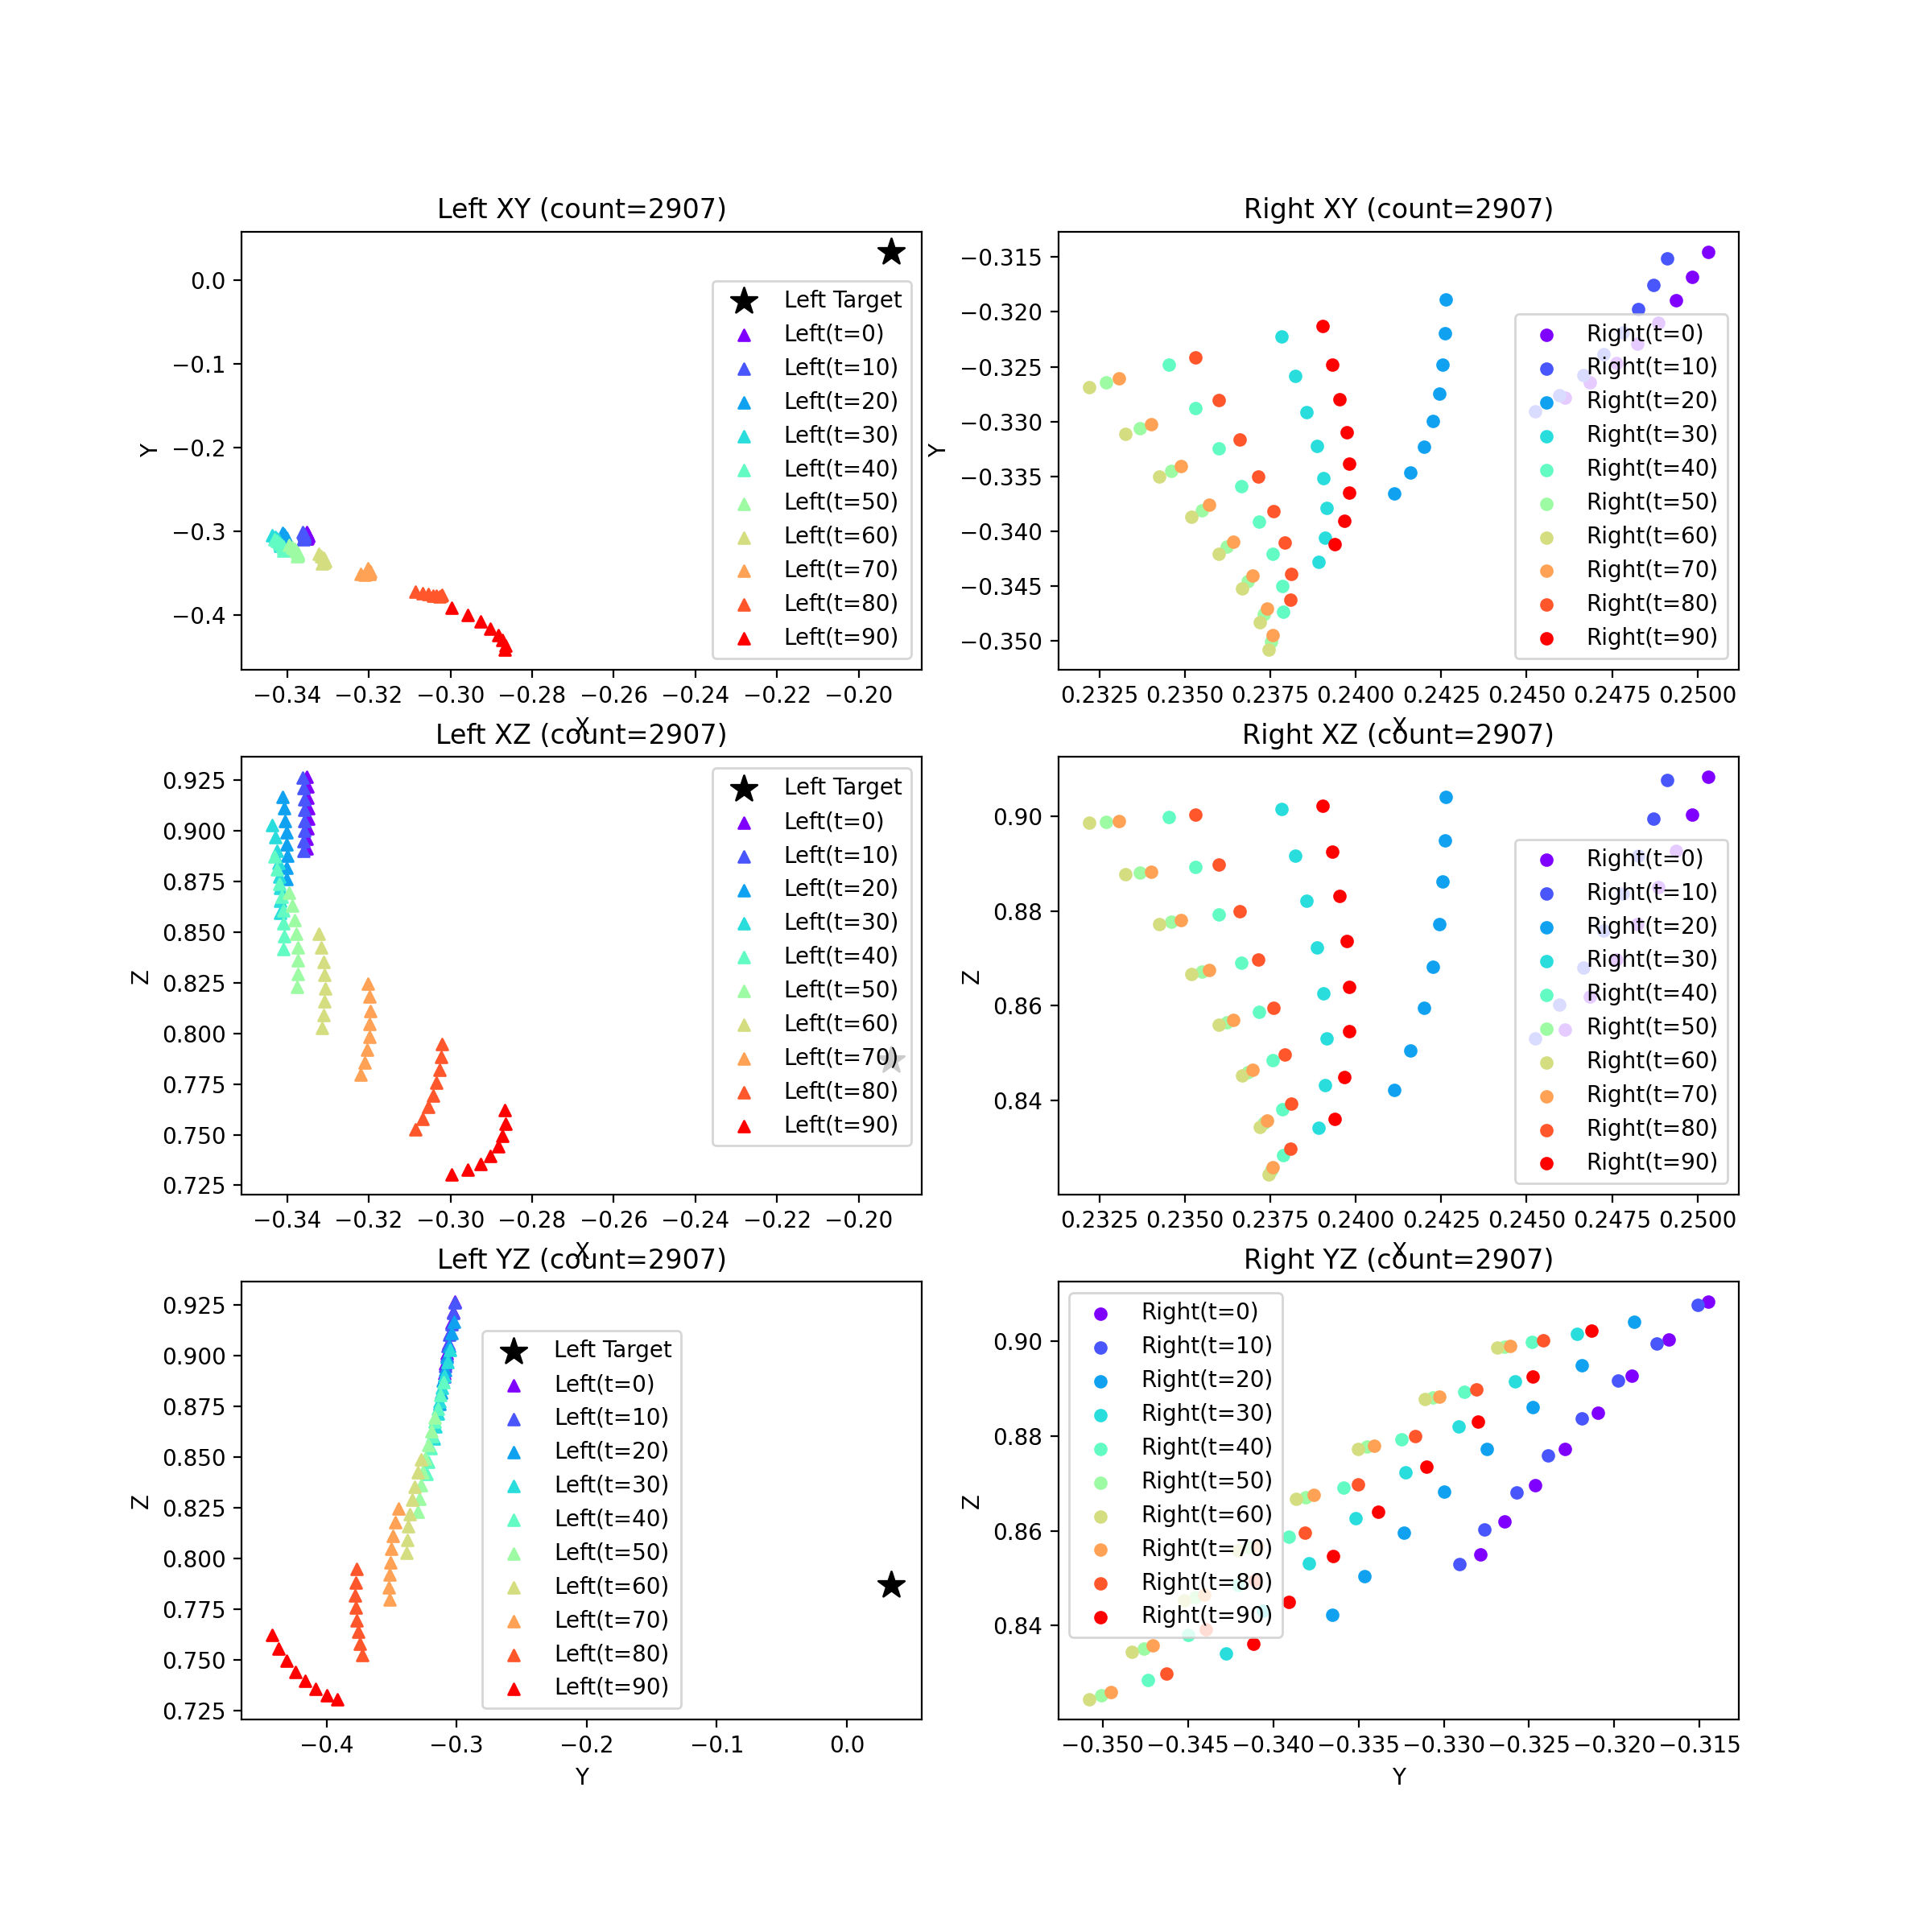 Left XY (count=2907)
0.0
−0.1
−0.2
−0.3
−0.4
Y
−0.34
−0.32
−0.30
−0.28
−0.26
−0.24
−0.22
−0.20
X
Left Target
Left(t=0)
Left(t=10)
Left(t=20)
Left(t=30)
Left(t=40)
Left(t=50)
Left(t=60)
Left(t=70)
Left(t=80)
Left(t=90)
Right XY (count=2907)
−0.315
−0.320
−0.325
−0.330
−0.335
−0.340
−0.345
−0.350
Y
0.2325
0.2350
0.2375
0.2400
0.2425
0.2450
0.2475
0.2500
X
Right(t=0)
Right(t=10)
Right(t=20)
Right(t=30)
Right(t=40)
Right(t=50)
Right(t=60)
Right(t=70)
Right(t=80)
Right(t=90)
Left XZ (count=2907)
0.925
0.900
0.875
0.850
0.825
0.800
0.775
0.750
0.725
Z
−0.34
−0.32
−0.30
−0.28
−0.26
−0.24
−0.22
−0.20
X
Left Target
Left(t=0)
Left(t=10)
Left(t=20)
Left(t=30)
Left(t=40)
Left(t=50)
Left(t=60)
Left(t=70)
Left(t=80)
Left(t=90)
Right XZ (count=2907)
0.90
0.88
0.86
0.84
Z
0.2325
0.2350
0.2375
0.2400
0.2425
0.2450
0.2475
0.2500
X
Right(t=0)
Right(t=10)
Right(t=20)
Right(t=30)
Right(t=40)
Right(t=50)
Right(t=60)
Right(t=70)
Right(t=80)
Right(t=90)
Left YZ (count=2907)
0.925
0.900
0.875
0.850
0.825
0.800
0.775
0.750
0.725
Z
−0.4
−0.3
−0.2
−0.1
0.0
Y
Left Target
Left(t=0)
Left(t=10)
Left(t=20)
Left(t=30)
Left(t=40)
Left(t=50)
Left(t=60)
Left(t=70)
Left(t=80)
Left(t=90)
Right YZ (count=2907)
0.90
0.88
0.86
0.84
Z
−0.350
−0.345
−0.340
−0.335
−0.330
−0.325
−0.320
−0.315
Y
Right(t=0)
Right(t=10)
Right(t=20)
Right(t=30)
Right(t=40)
Right(t=50)
Right(t=60)
Right(t=70)
Right(t=80)
Right(t=90)